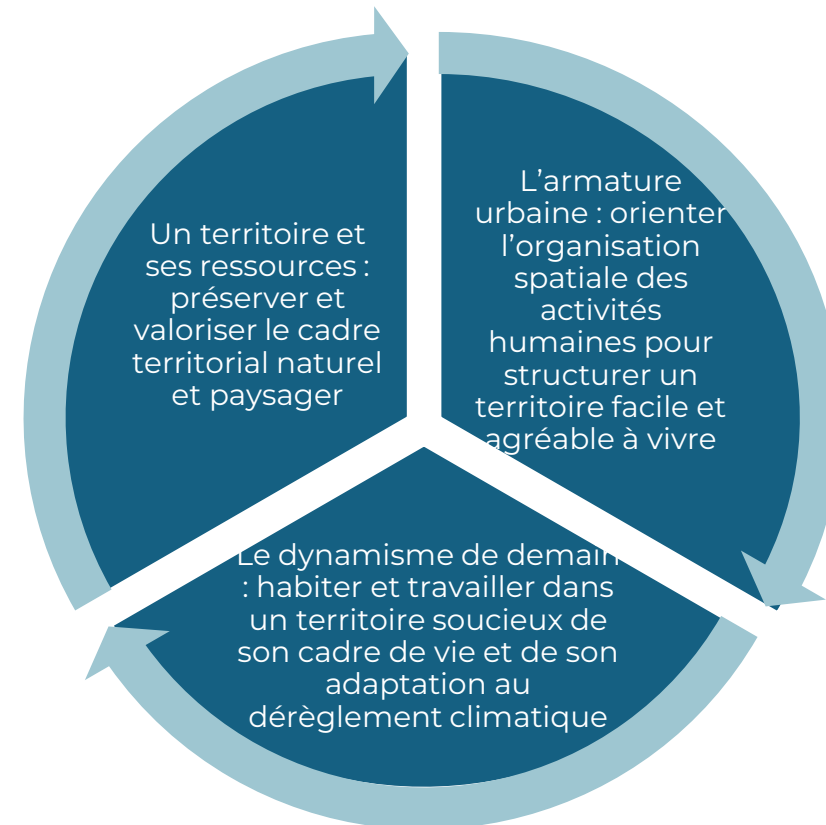 Un territoire et
ses ressources :
préserver et
valoriser le cadre
territorial naturel
et paysager
L’armature
urbaine : orienter
l’organisation
spatiale des
activités
humaines pour
structurer un
territoire facile et
agréable à vivre
Le dynamisme de demain
: habiter et travailler dans
un territoire soucieux de
son cadre de vie et de son
adaptation au
dérèglement climatique